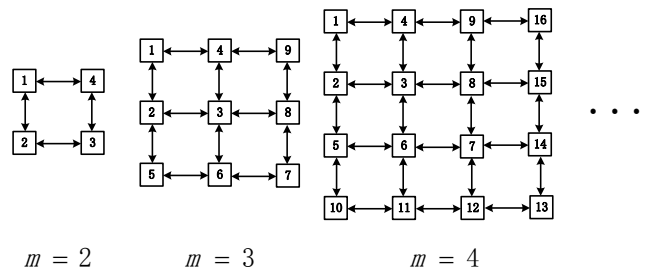 1 4
2 3
m = 2
1 4 9
2 3 8
5 6 7
m = 3
1 4 9 16
2 3 8 15
5 6 7 14
10 11 12 13
m = 4
. . .